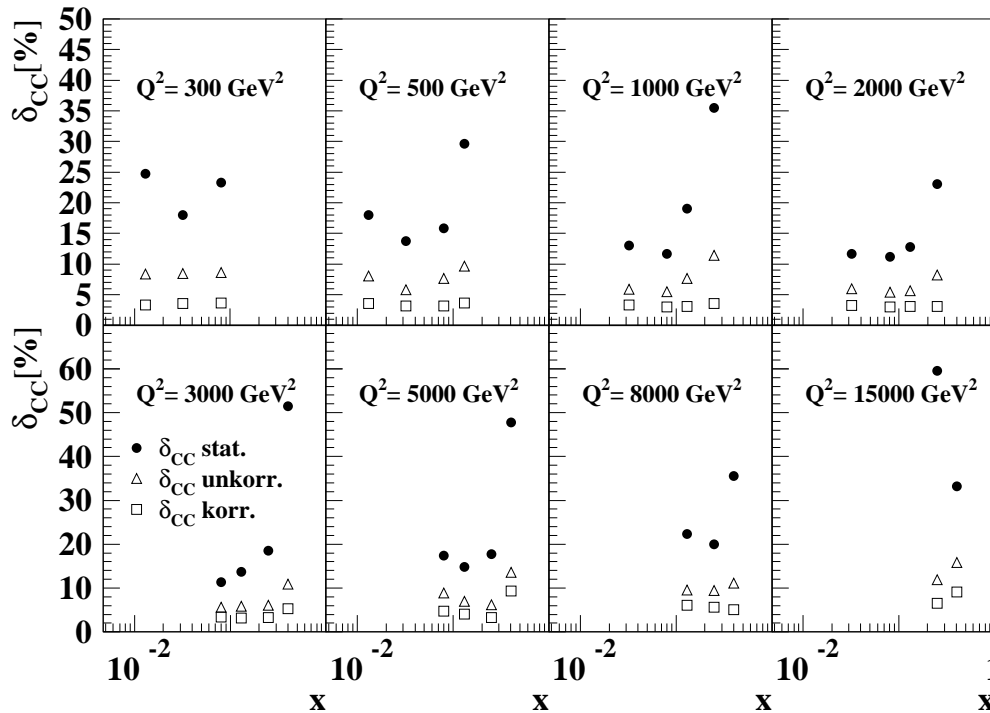 δCC[%]
50
45
40
35
30
25
20
15
10
5
0
Q²= 300 GeV²
Q²= 500 GeV²
Q²= 1000 GeV²
Q²= 2000 GeV²
δCC[%]
60
50
40
30
20
10
0
Q²= 3000 GeV²
Q²= 5000 GeV²
Q²= 8000 GeV²
Q²= 15000 GeV²
δCC stat.
δCC unkorr.
δCC korr.
10⁻² 10⁻² 10⁻² 10⁻² 1
x x x x